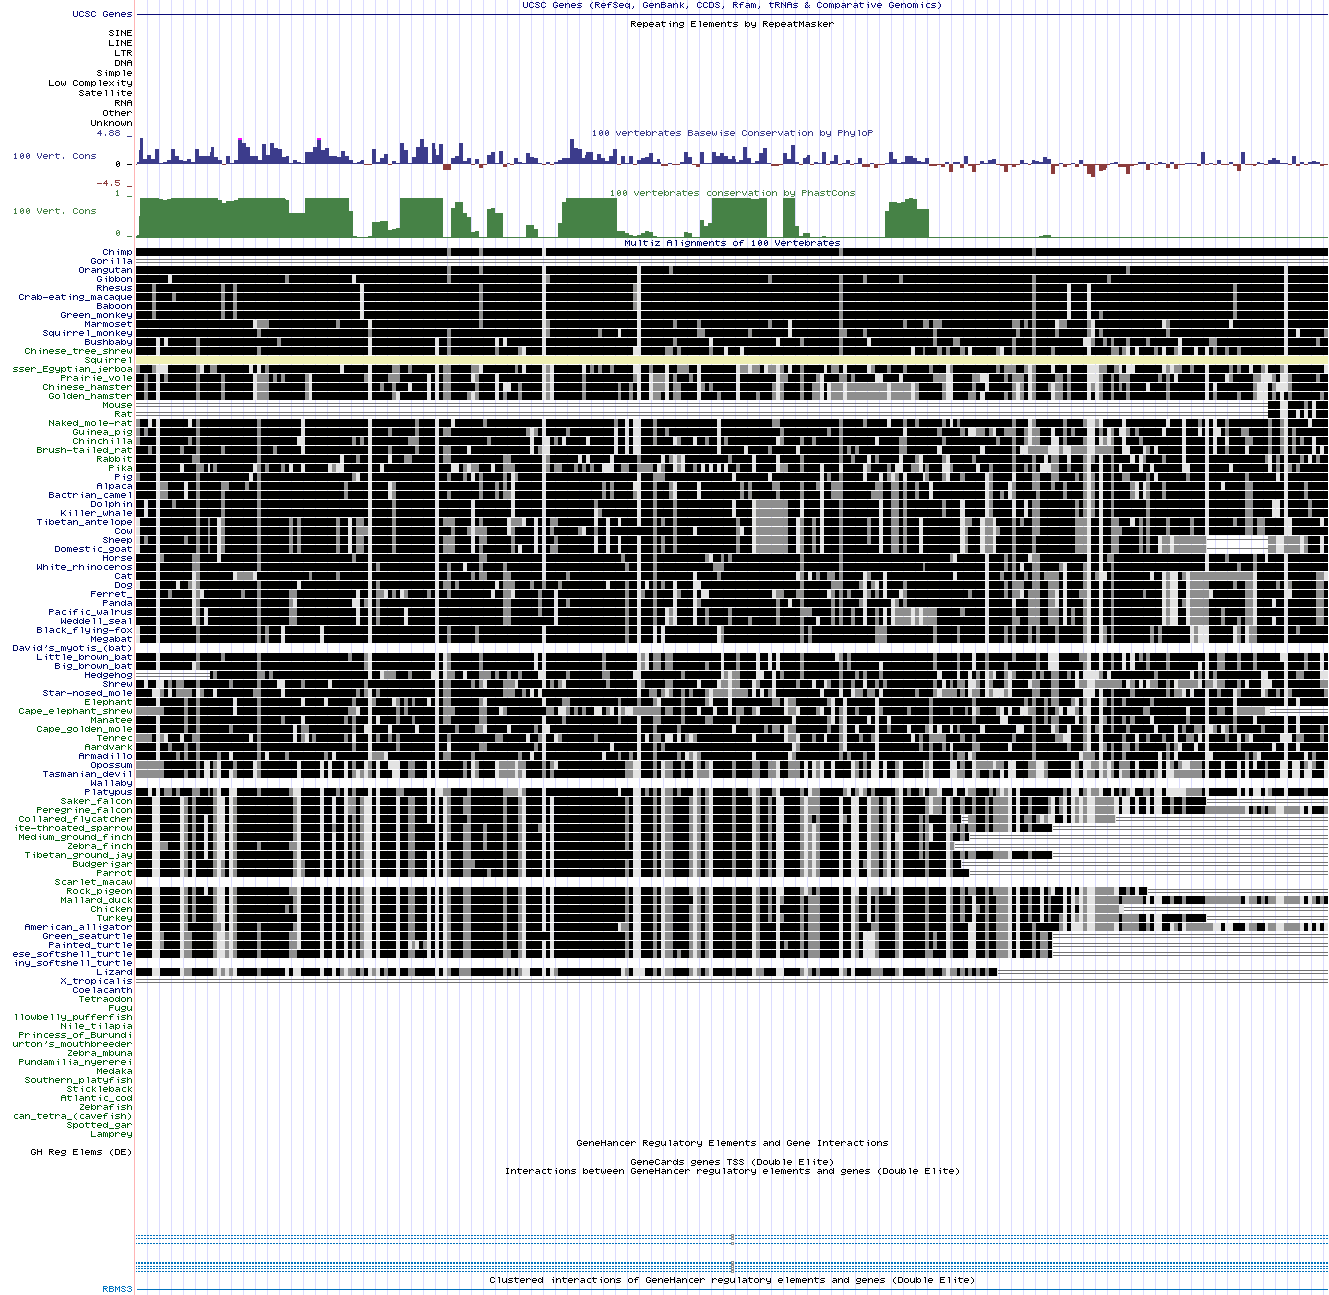 UCSC Genes (RefSeq, GenBank, CCDS, Rfam, tRNAs & Comparative Genomics)
UCSC Genes
Repeating Elements by RepeatMasker
SINE
LINE
LTR
DNA
Simple
Low Complexity
Satellite
RNA
Other
Unknown
4.88 _
100 vertebrates Basewise Conservation by PhyloP
100 Vert. Cons
0 _
-4.5 _
1 _
100 vertebrates conservation by PhastCons
100 Vert. Cons
0 _
Multiz Alignments of 100 Vertebrates
Chimp
Gorilla
Orangutan
Gibbon
Rhesus
Crab-eating_macaque
Baboon
Green_monkey
Marmoset
Squirrel_monkey
Bushbaby
Chinese_tree_shrew
Squirrel
sser_Egyptian_jerboa
Prairie_vole
Chinese_hamster
Golden_hamster
Mouse
Rat
Naked_mole-rat
Guinea_pig
Chinchilla
Brush-tailed_rat
Rabbit
Pika
Pig
Alpaca
Bactrian_camel
Dolphin
Killer_whale
Tibetan_antelope
Cow
Sheep
Domestic_goat
Horse
White_rhinoceros
Cat
Dog
Ferret_
Panda
Pacific_walrus
Weddell_seal
Black_flying-fox
Megabat
David's_myotis_(bat)
Little_brown_bat
Big_brown_bat
Hedgehog
Shrew
Star-nosed_mole
Elephant
Cape_elephant_shrew
Manatee
Cape_golden_mole
Tenrec
Aardvark
Armadillo
Opossum
Tasmanian_devil
Wallaby
Platypus
Saker_falcon
Peregrine_falcon
Collared_flycatcher
ite-throated_sparrow
Medium_ground_finch
Zebra_finch
Tibetan_ground_jay
Budgerigar
Parrot
Scarlet_macaw
Rock_pigeon
Mallard_duck
Chicken
Turkey
American_alligator
Green_seaturtle
Painted_turtle
ese_softshell_turtle
iny_softshell_turtle
Lizard
X_tropicalis
Coelacanth
Tetraodon
Fugu
llowbelly_pufferfish
Nile_tilapia
Princess_of_Burundi
urton's_mouthbreeder
Zebra_mbuna
Pundamilia_nyererei
Medaka
Southern_platyfish
Stickleback
Atlantic_cod
Zebrafish
can_tetra_(cavefish)
Spotted_gar
Lamprey
GeneHancer Regulatory Elements and Gene Interactions
GH Reg Elems (DE)
GeneCards genes TSS (Double Elite)
Interactions between GeneHancer regulatory elements and genes (Double Elite)
Clustered interactions of GeneHancer regulatory elements and genes (Double Elite)
RBMS3